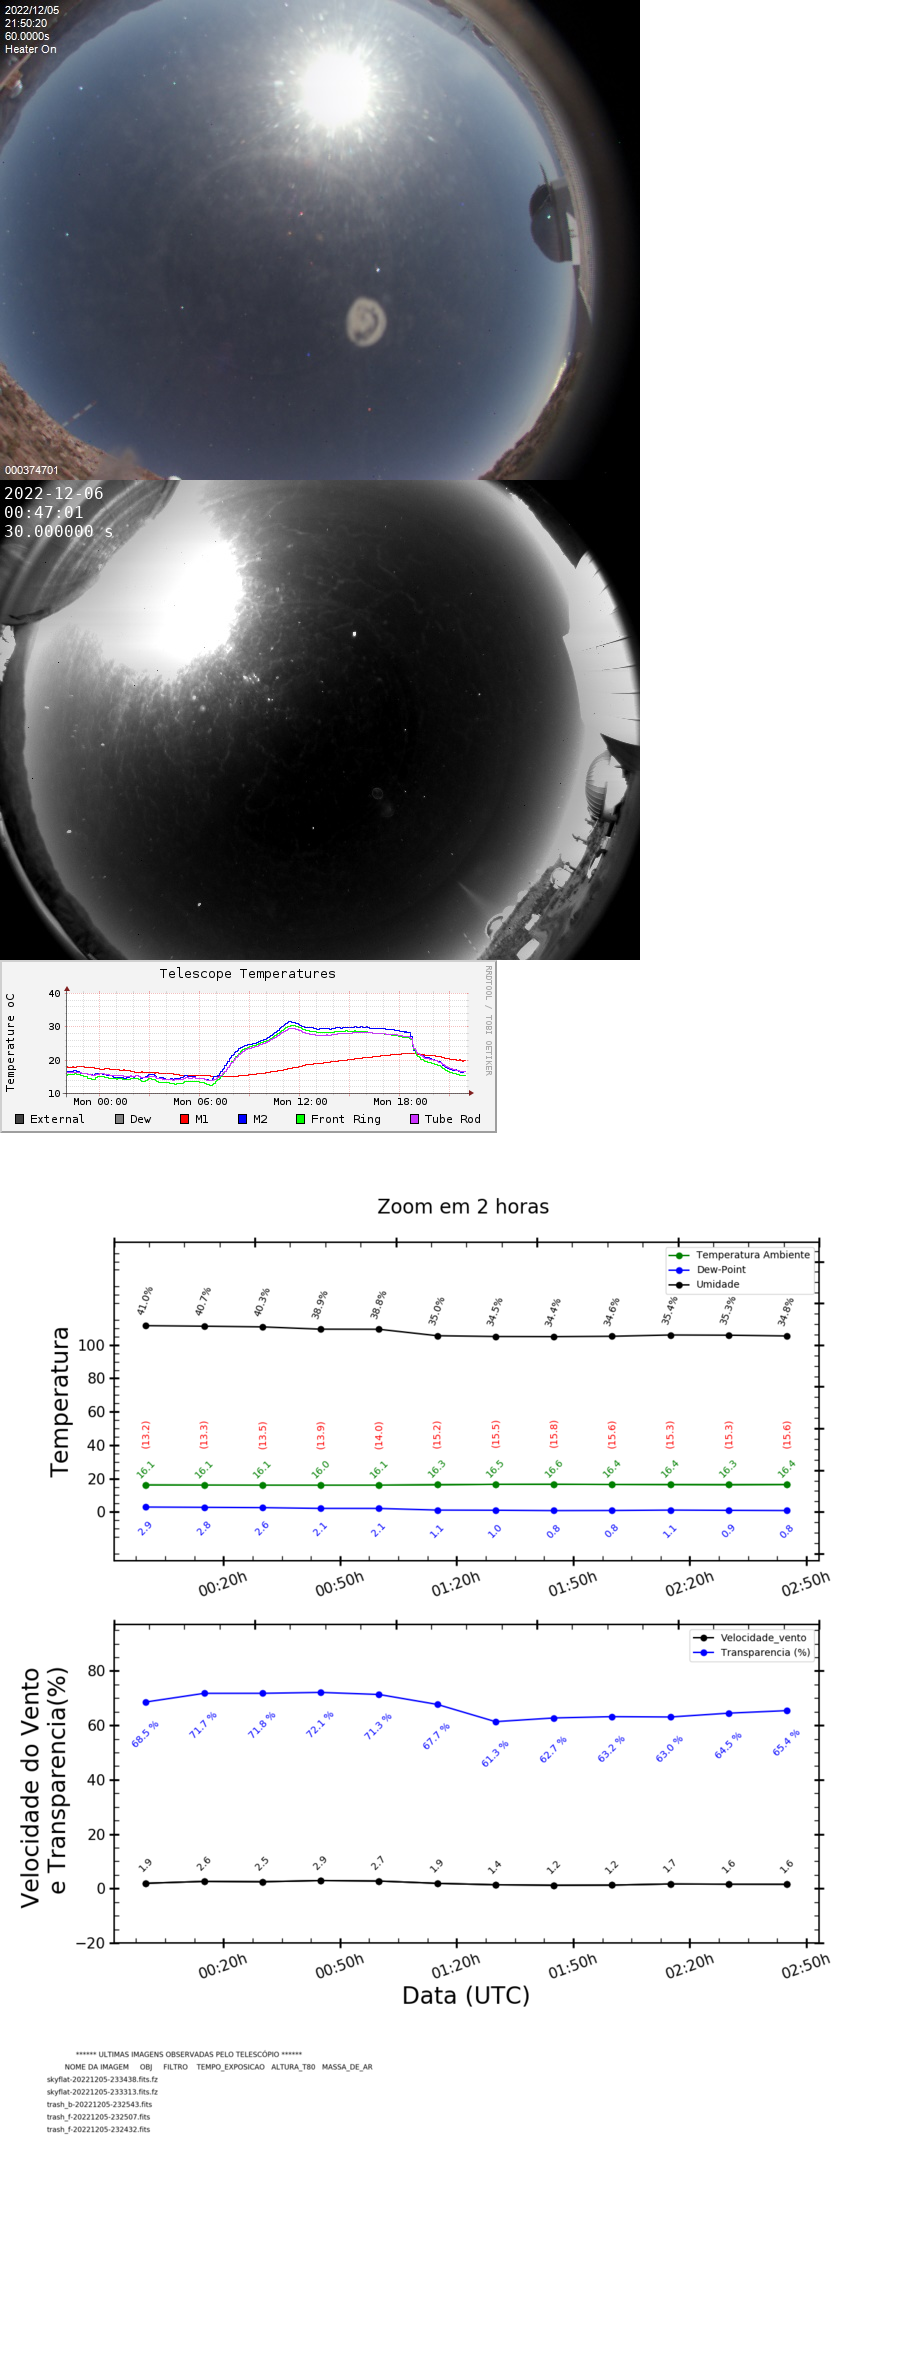 2022/12/05
21:50:20
60.0000s
Heater On
000374701
2022-12-06
00:47:01
30.000000 s
Telescope Temperatures
RRDTOOL / TOBI OETIKER
Temperature oC
40
30
20
10
Mon 00:00 Mon 06:00 Mon 12:00 Mon 18:00
External Dew M1 M2 Front Ring Tube Rod
Zoom em 2 horas
Temperatura Ambiente
Dew-Point
Umidade
41.0% 40.7% 40.3% 38.9% 38.8% 35.0% 34.5% 34.4% 34.6% 35.4% 35.3% 34.8%
Temperatura
100
80
60
40
20
0
(13.2) (13.3) (13.5) (13.9) (14.0) (15.2) (15.5) (15.8) (15.6) (15.3) (15.3) (15.6)
16.1 16.1 16.1 16.0 16.1 16.3 16.5 16.6 16.4 16.4 16.3 16.4
2.9 2.8 2.6 2.1 2.1 1.1 1.0 0.8 0.8 1.1 0.9 0.8
00:20h 00:50h 01:20h 01:50h 02:20h 02:50h
Velocidade_vento
Transparencia (%)
Velocidade do Vento
e Transparencia(%)
80
60
40
20
0
−20
68.5 % 71.7 % 71.8 % 72.1 % 71.3 % 67.7 % 61.3 % 62.7 % 63.2 % 63.0 % 64.5 % 65.4 %
1.9 2.6 2.5 2.9 2.7 1.9 1.4 1.2 1.2 1.7 1.6 1.6
00:20h 00:50h 01:20h 01:50h 02:20h 02:50h
Data (UTC)
****** ULTIMAS IMAGENS OBSERVADAS PELO TELESCÓPIO ******
NOME DA IMAGEM OBJ FILTRO TEMPO_EXPOSICAO ALTURA_T80 MASSA_DE_AR
skyflat-20221205-233438.fits.fz
skyflat-20221205-233313.fits.fz
trash_b-20221205-232543.fits
trash_f-20221205-232507.fits
trash_f-20221205-232432.fits